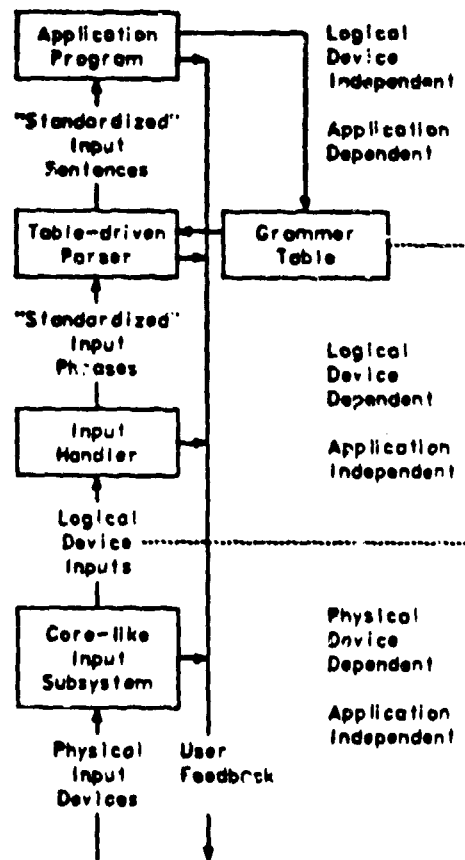 Application
Program
Logical
Device
Independent
Application
Dependent
"Standardized"
Input
Sentences
Table-driven
Parser
Grammer
Table
"Standardized"
Input
Phrases
Logical
Device
Dependent
Application
Independent
Input
Handler
Logical
Device
Inputs
Core-like
Input
Subsystem
Physical
Device
Dependent
Application
Independent
Physical
Input
Devices
User
Feedback